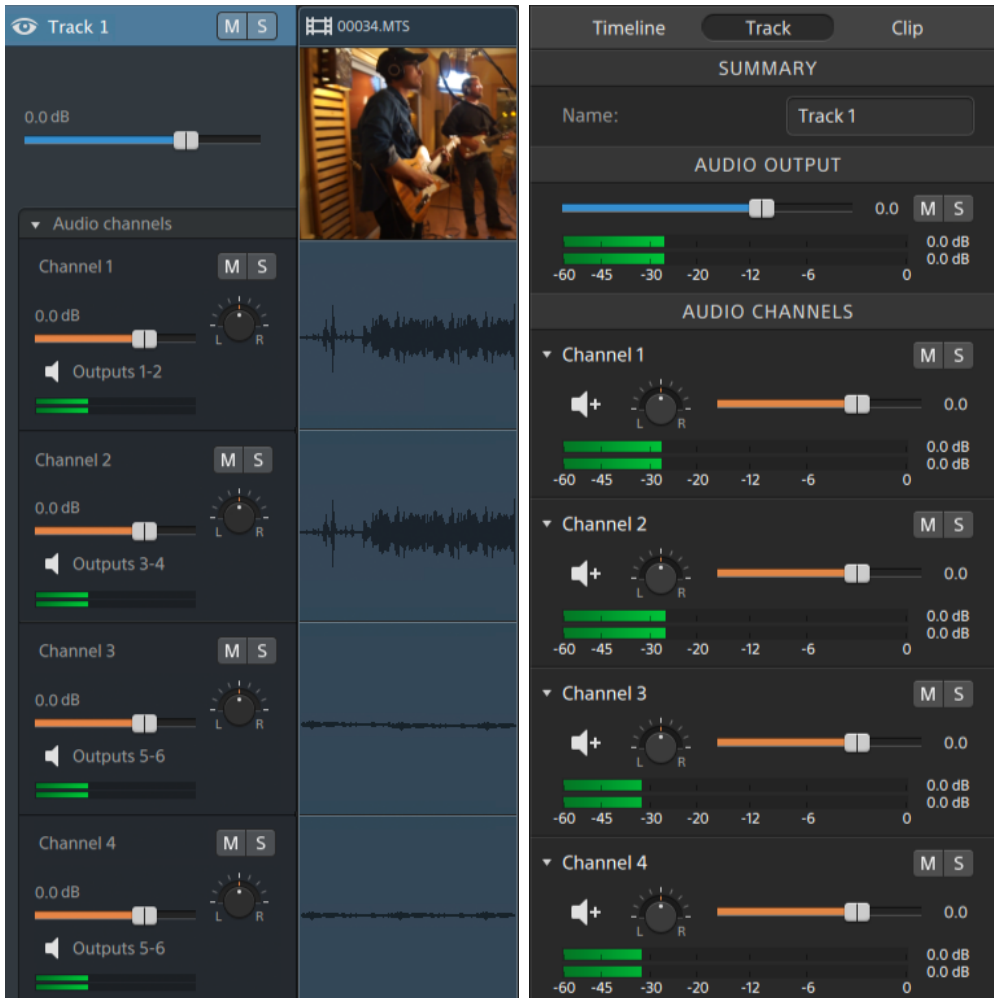 Track 1 M S
00034.MTS
0.0 dB
Audio channels
Channel 1 M S
0.0 dB
L R
Outputs 1-2
Channel 2 M S
0.0 dB
L R
Outputs 3-4
Channel 3 M S
0.0 dB
L R
Outputs 5-6
Channel 4 M S
0.0 dB
L R
Outputs 5-6
Timeline Track Clip
SUMMARY
Name: Track 1
AUDIO OUTPUT
0.0 M S
0.0 dB
0.0 dB
-60 -45 -30 -20 -12 -6 0
AUDIO CHANNELS
Channel 1 M S
L R 0.0
0.0 dB
0.0 dB
-60 -45 -30 -20 -12 -6 0
Channel 2 M S
L R 0.0
0.0 dB
0.0 dB
-60 -45 -30 -20 -12 -6 0
Channel 3 M S
L R 0.0
0.0 dB
0.0 dB
-60 -45 -30 -20 -12 -6 0
Channel 4 M S
L R 0.0
0.0 dB
0.0 dB
-60 -45 -30 -20 -12 -6 0